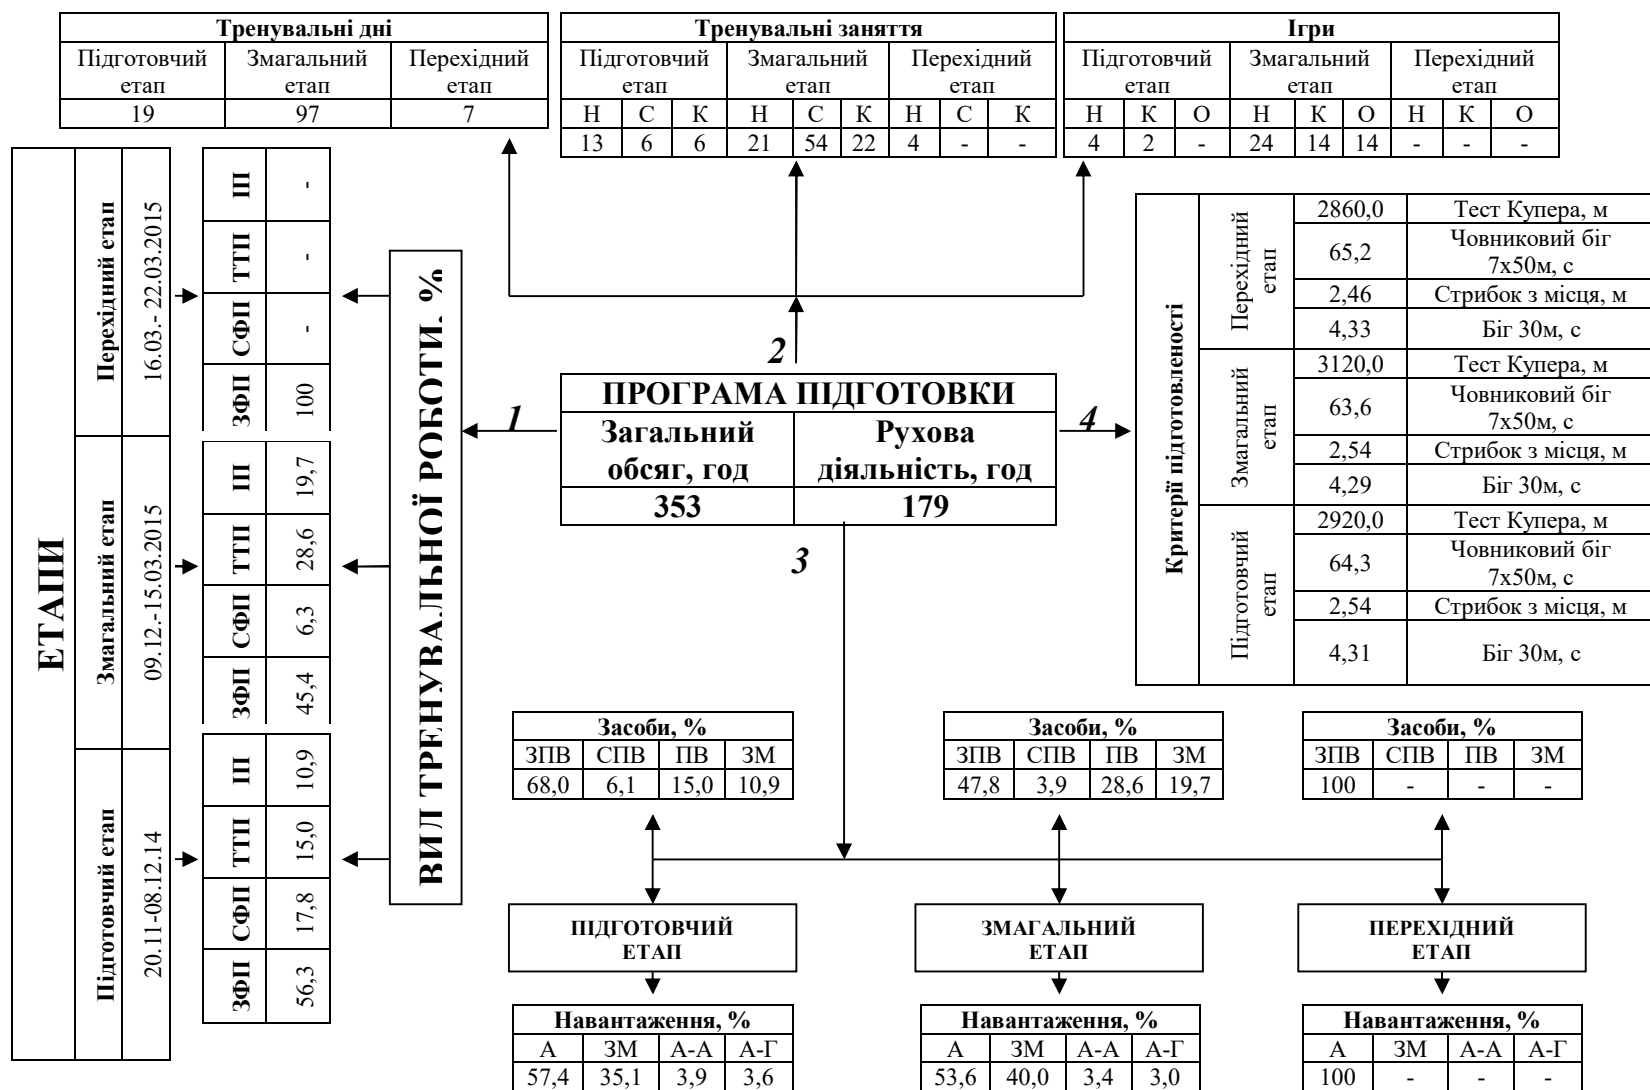 Тренувальні дні
Підготовчий етап Змагальний етап Перехідний етап
19 97 7
Тренувальні заняття
Підготовчий етап Змагальний етап Перехідний етап
Н С К Н С К Н С К
13 6 6 21 54 22 4 - -
Ігри
Підготовчий етап Змагальний етап Перехідний етап
Н К О Н К О Н К О
4 2 - 24 14 14 - - -
ЕТАПИ
Перехідний етап
16.03.- 22.03.2015
ЗФП СФП ТТП ІП
100 - - -
Змагальний етап
09.12.-15.03.2015
ЗФП СФП ТТП ІП
45,4 6,3 28,6 19,7
Підготовчий етап
20.11-08.12.14
ЗФП СФП ТТП ІП
56,3 17,8 15,0 10,9
ВИД ТРЕНУВАЛЬНОЇ РОБОТИ, %
1
2
3
4
ПРОГРАМА ПІДГОТОВКИ
Загальний обсяг, год Рухова діяльність, год
353 179
Критерії підготовленості
Перехідний етап
2860,0 Тест Купера, м
65,2 Човниковий біг 7х50м, с
2,46 Стрибок з місця, м
4,33 Біг 30м, с
Змагальний етап
3120,0 Тест Купера, м
63,6 Човниковий біг 7х50м, с
2,54 Стрибок з місця, м
4,29 Біг 30м, с
Підготовчий етап
2920,0 Тест Купера, м
64,3 Човниковий біг 7х50м, с
2,54 Стрибок з місця, м
4,31 Біг 30м, с
Засоби, %
ЗПВ СПВ ПВ ЗМ
68,0 6,1 15,0 10,9
Засоби, %
ЗПВ СПВ ПВ ЗМ
47,8 3,9 28,6 19,7
Засоби, %
ЗПВ СПВ ПВ ЗМ
100 - - -
ПІДГОТОВЧИЙ
ЕТАП
ЗМАГАЛЬНИЙ
ЕТАП
ПЕРЕХІДНИЙ
ЕТАП
Навантаження, %
А ЗМ А-А А-Г
57,4 35,1 3,9 3,6
Навантаження, %
А ЗМ А-А А-Г
53,6 40,0 3,4 3,0
Навантаження, %
А ЗМ А-А А-Г
100 - - -